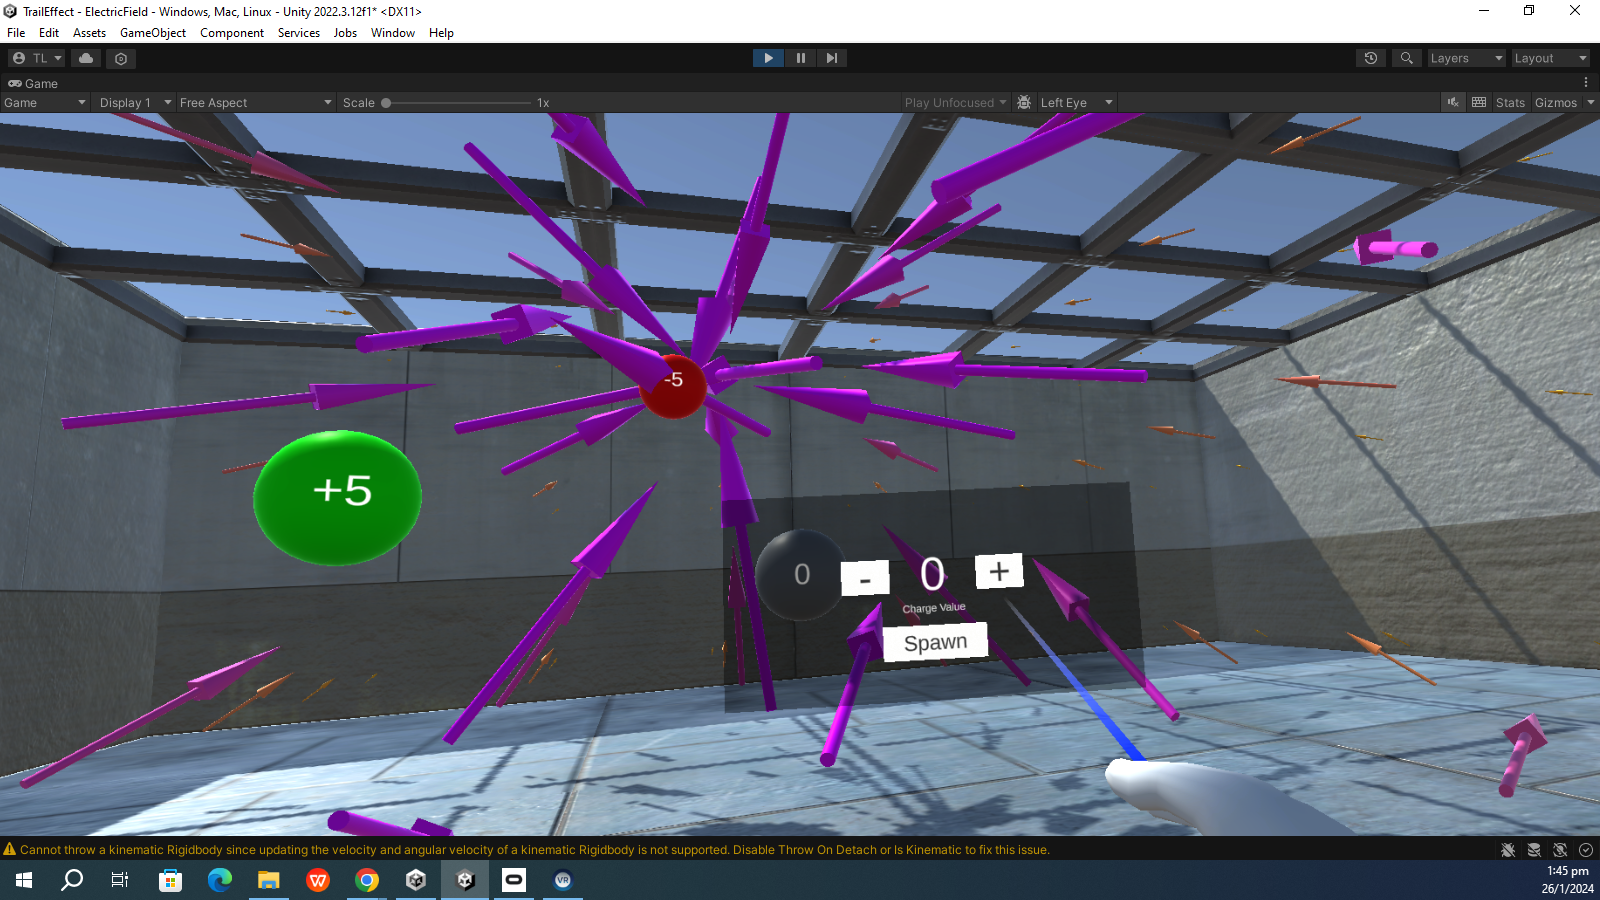 TrailEffect - ElectricField - Windows, Mac, Linux - Unity 2022.3.12f1* <DX11>
File Edit Assets GameObject Component Services Jobs Window Help
TL Layers Layout
Game
Game Display 1 Free Aspect Scale 1x Play Unfocused Left Eye Stats Gizmos
-5
+5
0 - 0 +
Charge Value
Spawn
Cannot throw a kinematic Rigidbody since updating the velocity and angular velocity of a kinematic Rigidbody is not supported. Disable Throw On Detach or Is Kinematic to fix this issue.
W VR
1:45 pm
26/1/2024